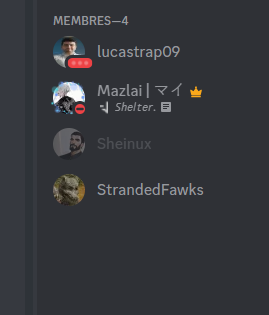 MEMBRES—4
lucastrap09
Mazlai | マイ
Shelter.
Sheinux
StrandedFawks